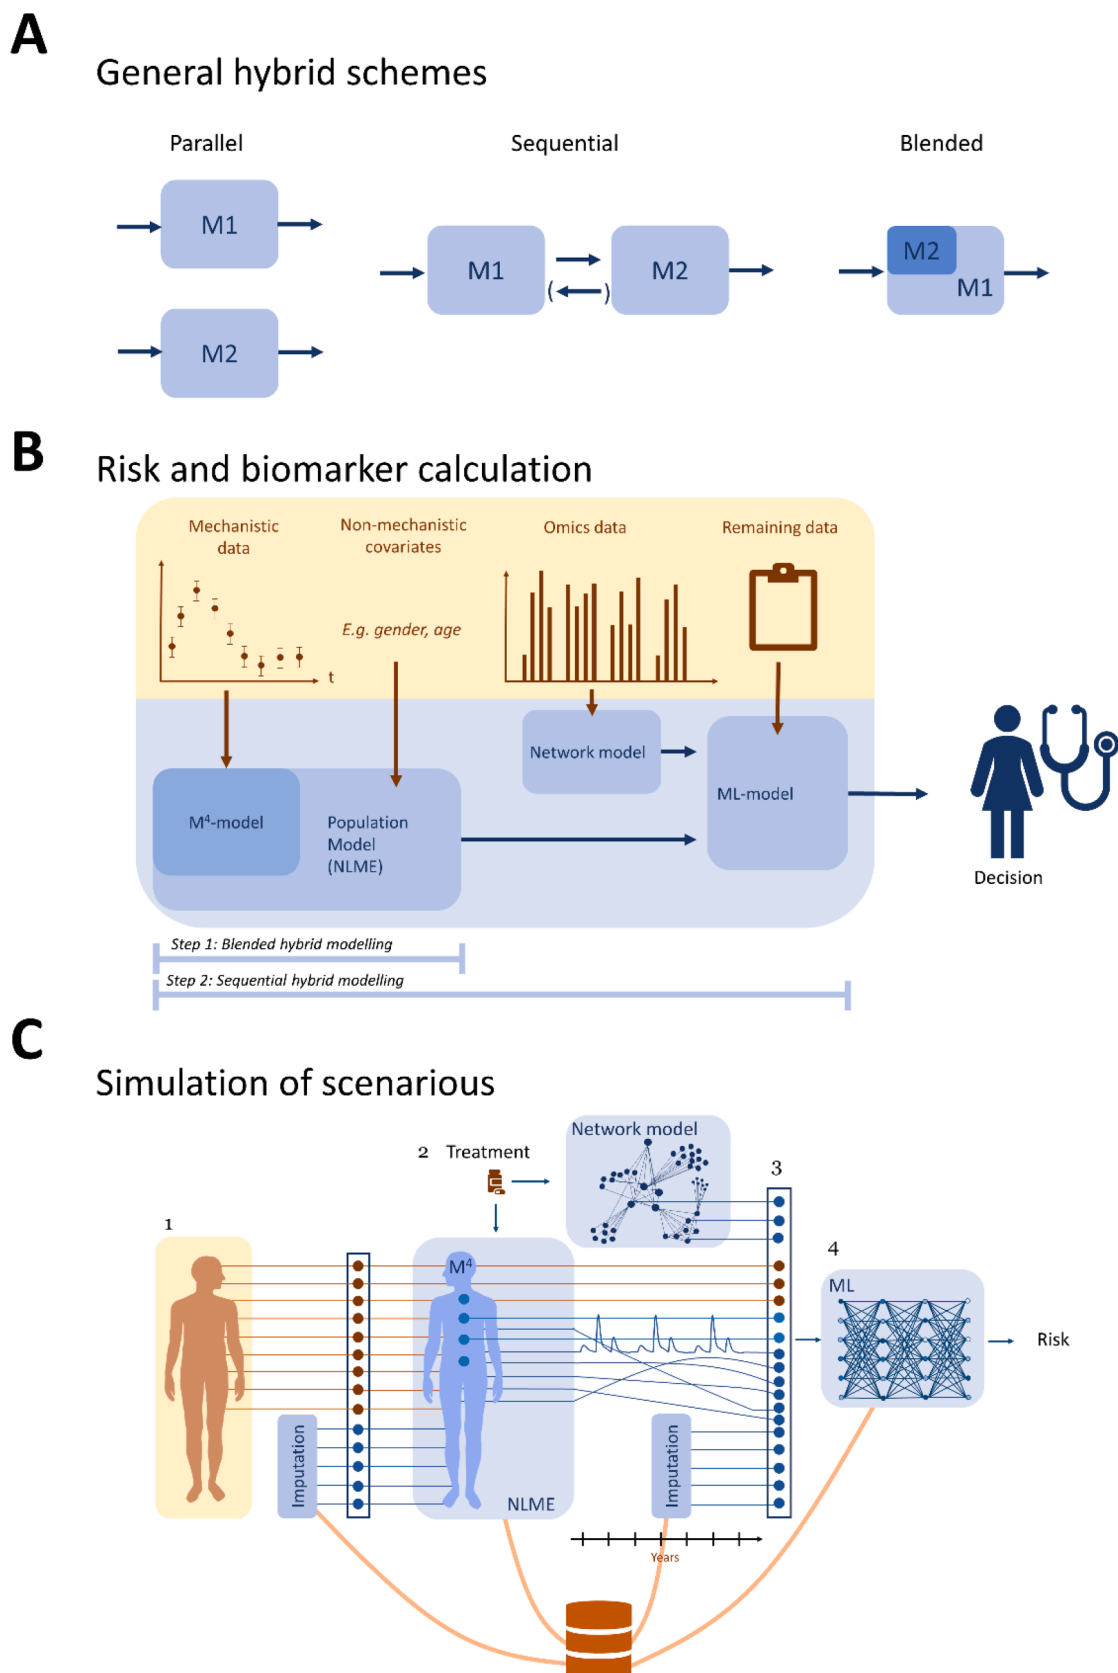 A
General hybrid schemes
Parallel
Sequential
Blended
M1
M2
M1
( )
M2
M2
M1
B
Risk and biomarker calculation
Mechanistic
data
Non-mechanistic
covariates
Omics data
Remaining data
E.g. gender, age
t
Network model
ML-model
M⁴-model
Population
Model
(NLME)
Decision
Step 1: Blended hybrid modelling
Step 2: Sequential hybrid modelling
C
Simulation of scenarious
2 Treatment
Network model
3
1
4
M⁴
ML
Risk
Imputation
Imputation
NLME
Years